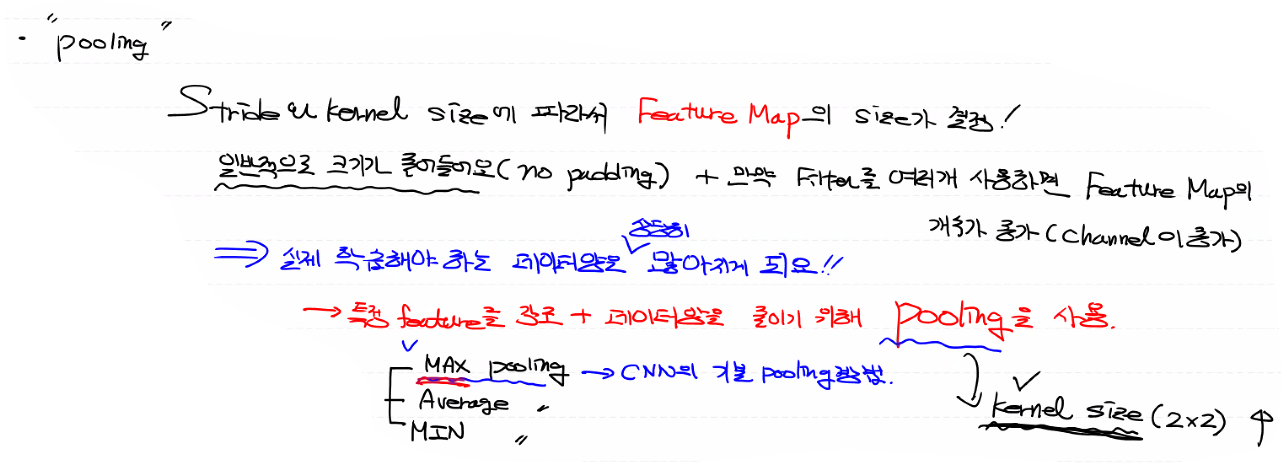 · "pooling"
Stride와 kernel size에 따라서 Feature Map의 size가 결정!
일반적으로 크기가 줄어들어요(no padding) + 만약 Filter를 여러개 사용하면 Feature Map의
개수가 증가(channel이 증가)
굉장히
⇒ 실제 학습해야 하는 데이터양은 ✓ 많아지게 되요!!
→ 특정 feature를 강조 + 데이터양을 줄이기 위해 pooling을 사용.
MAX pooling → CNN의 기본 pooling방법.
Average 〃
kernel size (2×2) ↑
MIN 〃